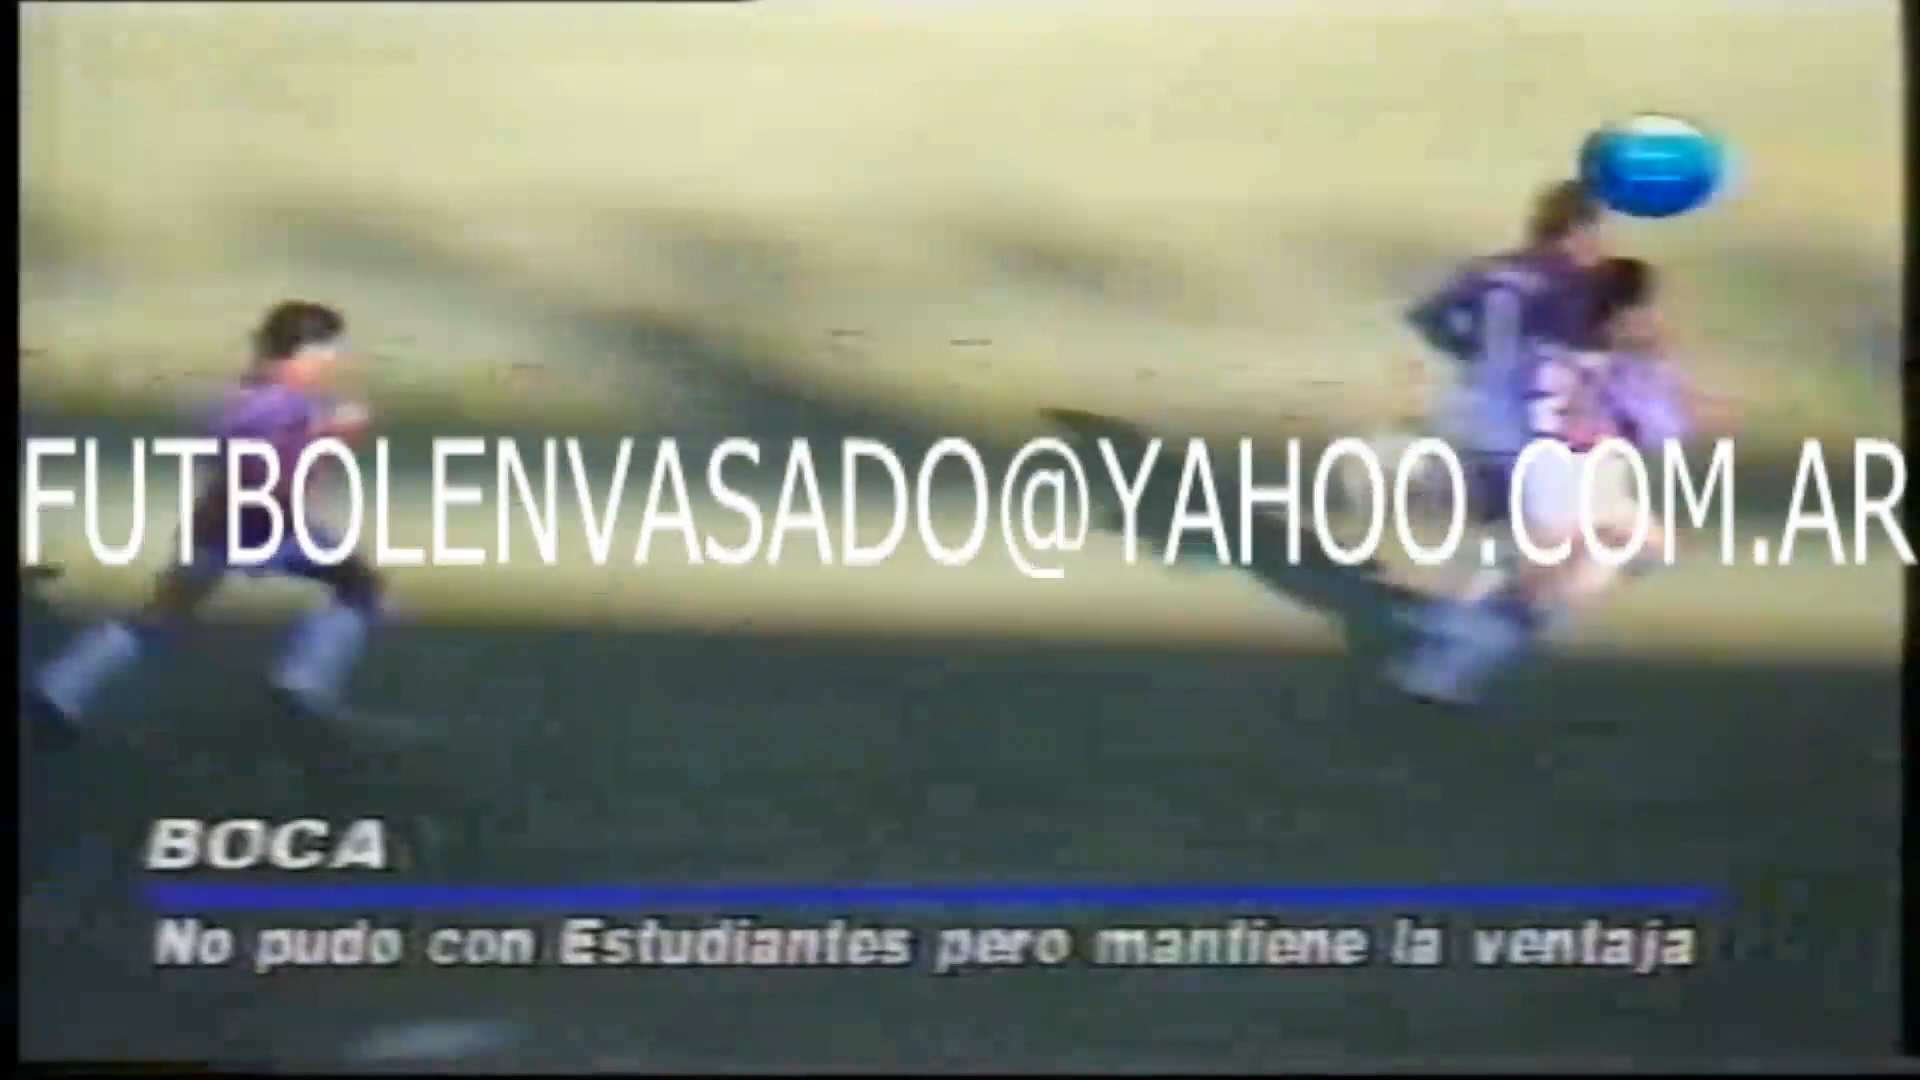 FUTBOLENVASADO@YAHOO.COM.AR
BOCA
No pudo con Estudiantes pero mantiene la ventaja